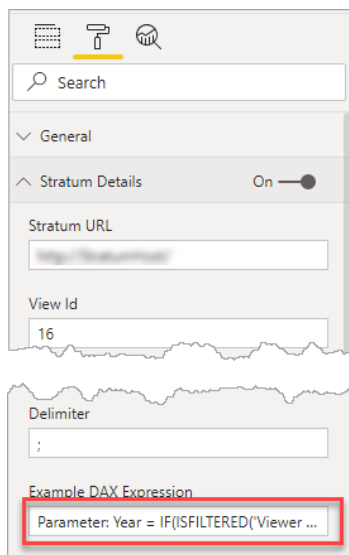 Search
General
Stratum Details On
Stratum URL
View Id
16
Delimiter
;
Example DAX Expression
Parameter: Year = IF(ISFILTERED('Viewer ...